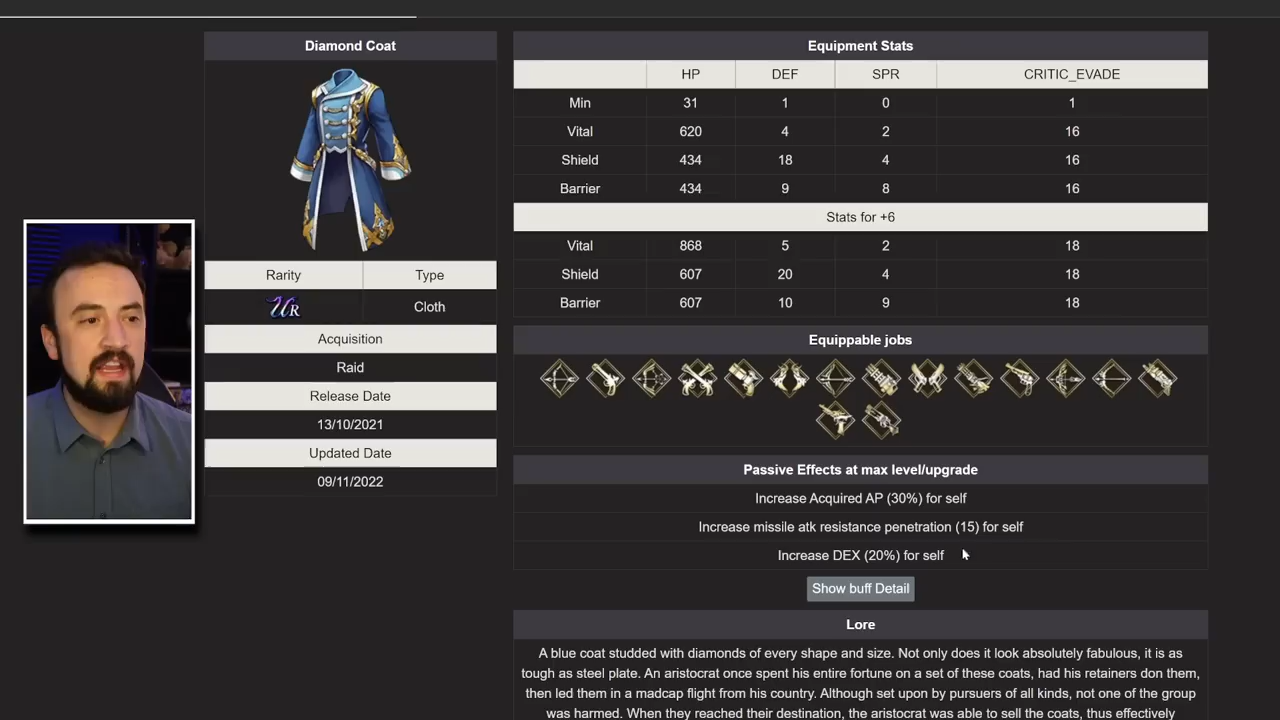 Diamond Coat
Rarity Type
UR Cloth
Acquisition
Raid
Release Date
13/10/2021
Updated Date
09/11/2022
Equipment Stats
HP DEF SPR CRITIC_EVADE
Min 31 1 0 1
Vital 620 4 2 16
Shield 434 18 4 16
Barrier 434 9 8 16
Stats for +6
Vital 868 5 2 18
Shield 607 20 4 18
Barrier 607 10 9 18
Equippable jobs
Passive Effects at max level/upgrade
Increase Acquired AP (30%) for self
Increase missile atk resistance penetration (15) for self
Increase DEX (20%) for self
Show buff Detail
Lore
A blue coat studded with diamonds of every shape and size. Not only does it look absolutely fabulous, it is as
tough as steel plate. An aristocrat once spent his entire fortune on a set of these coats, had his retainers don them,
then led them in a madcap flight from his country. Although set upon by pursuers of all kinds, not one of the group
was harmed. When they reached their destination, the aristocrat was able to sell the coats, thus effectively